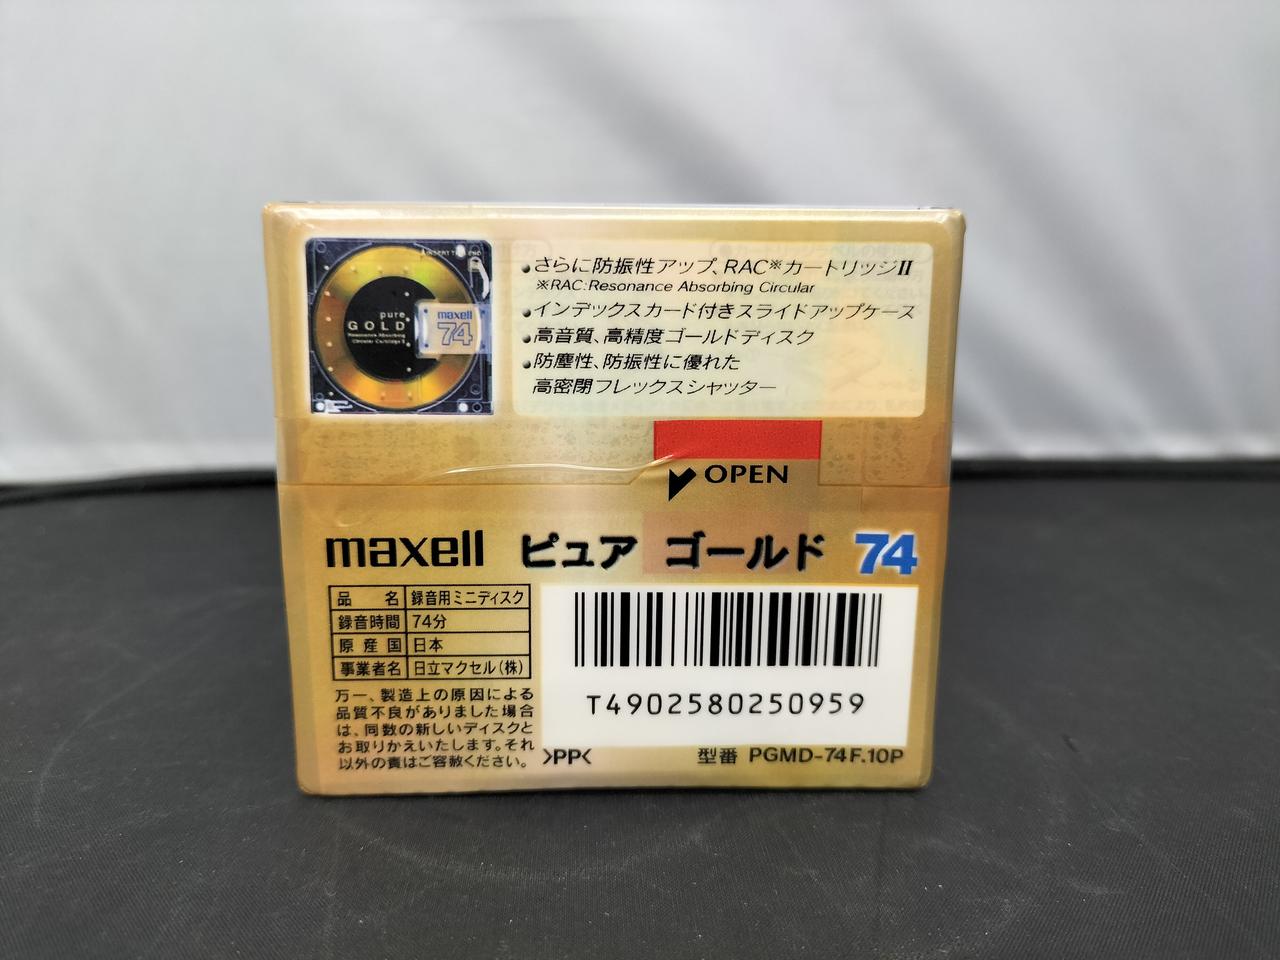 INSERT THIS END
pure
GOLD
Resonance Absorbing
Circular Cartridge II
maxell
74
•さらに防振性アップ、RAC※カートリッジII
※RAC:Resonance Absorbing Circular
•インデックスカード付きスライドアップケース
•高音質、高精度ゴールドディスク
•防塵性、防振性に優れた
高密閉フレックスシャッター
OPEN
maxell ピュア ゴールド 74
品名 録音用ミニディスク
録音時間 74分
原産国 日本
事業者名 日立マクセル(株)
万一、製造上の原因による
品質不良がありました場合
は、同数の新しいディスクと
お取りかえいたします。それ
以外の責はご容赦ください。
T4902580250959
>PP<
型番 PGMD-74F.10P